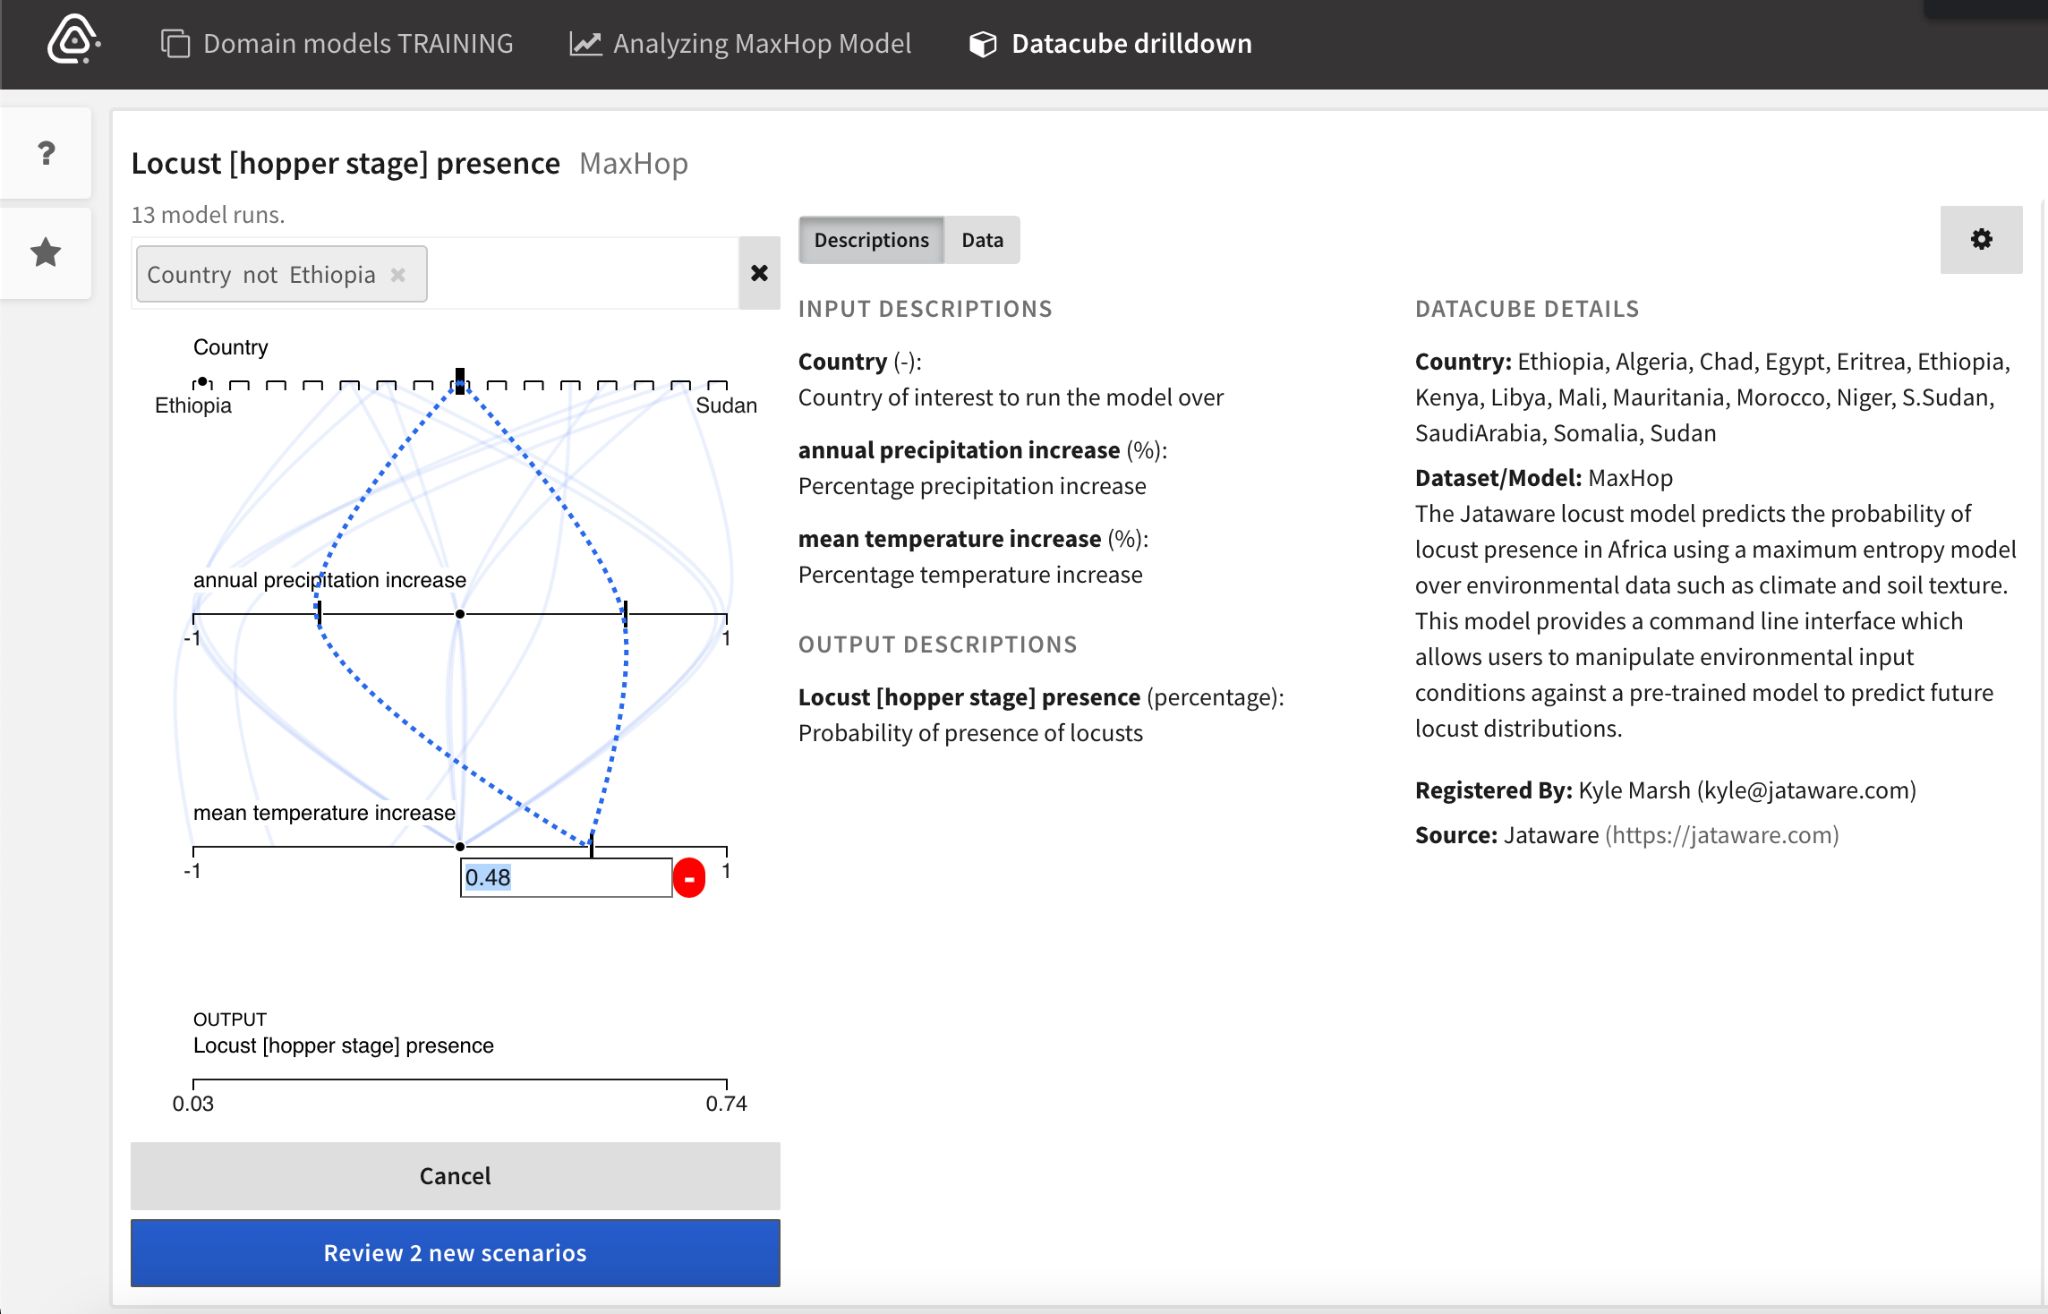 Domain models TRAINING
Analyzing MaxHop Model
Datacube drilldown
?
Locust [hopper stage] presence MaxHop
13 model runs.
Country not Ethiopia
Country
Ethiopia
Sudan
annual precipitation increase
-1
1
mean temperature increase
-1
1
0.48
-
OUTPUT
Locust [hopper stage] presence
0.03
0.74
Cancel
Review 2 new scenarios
Descriptions
Data
INPUT DESCRIPTIONS
Country (-):
Country of interest to run the model over
annual precipitation increase (%):
Percentage precipitation increase
mean temperature increase (%):
Percentage temperature increase
OUTPUT DESCRIPTIONS
Locust [hopper stage] presence (percentage):
Probability of presence of locusts
DATACUBE DETAILS
Country: Ethiopia, Algeria, Chad, Egypt, Eritrea, Ethiopia,
Kenya, Libya, Mali, Mauritania, Morocco, Niger, S.Sudan,
SaudiArabia, Somalia, Sudan
Dataset/Model: MaxHop
The Jataware locust model predicts the probability of
locust presence in Africa using a maximum entropy model
over environmental data such as climate and soil texture.
This model provides a command line interface which
allows users to manipulate environmental input
conditions against a pre-trained model to predict future
locust distributions.
Registered By: Kyle Marsh (kyle@jataware.com)
Source: Jataware (https://jataware.com)